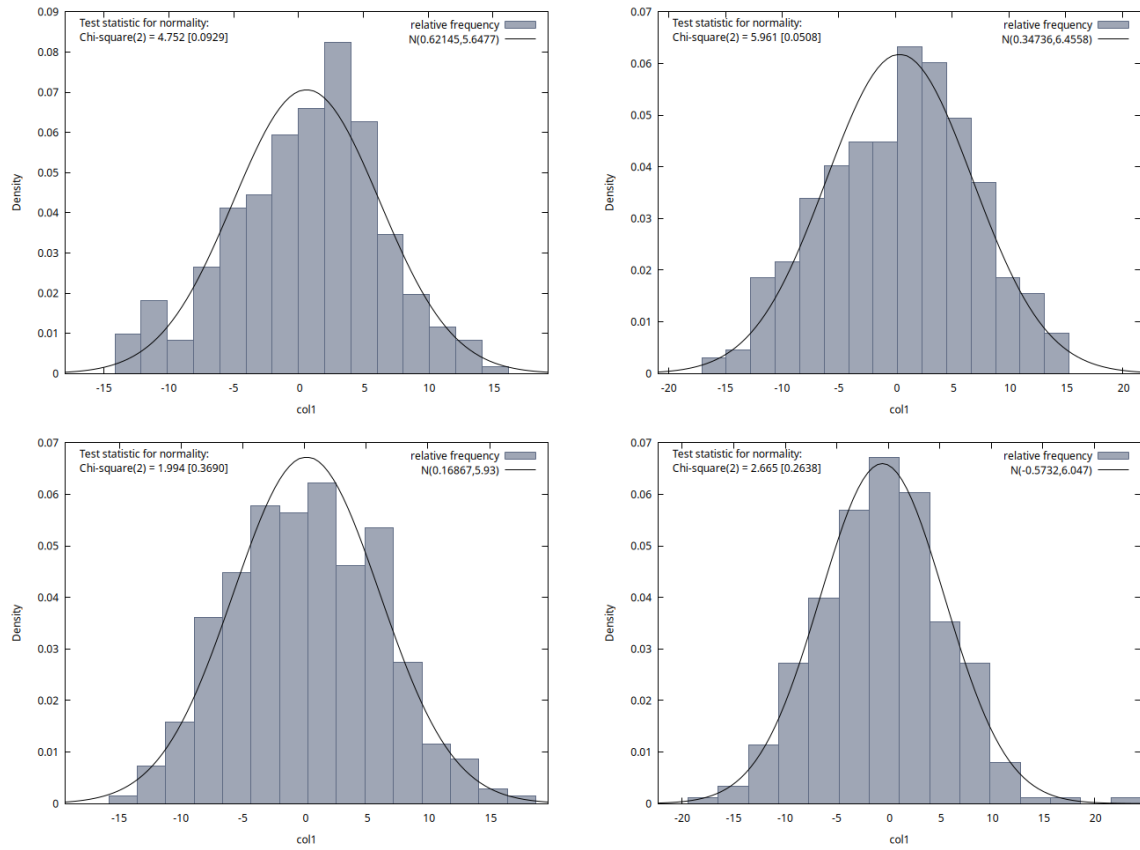 Test statistic for normality:
Chi-square(2) = 4.752 [0.0929]
relative frequency
N(0.62145,5.6477)
0.09
0.08
0.07
0.06
0.05
0.04
0.03
0.02
0.01
0
Density
-15
-10
-5
0
5
10
15
col1
Test statistic for normality:
Chi-square(2) = 5.961 [0.0508]
relative frequency
N(0.34736,6.4558)
0.07
0.06
0.05
0.04
0.03
0.02
0.01
0
Density
-20
-15
-10
-5
0
5
10
15
20
col1
Test statistic for normality:
Chi-square(2) = 1.994 [0.3690]
relative frequency
N(0.16867,5.93)
0.07
0.06
0.05
0.04
0.03
0.02
0.01
0
Density
-15
-10
-5
0
5
10
15
col1
Test statistic for normality:
Chi-square(2) = 2.665 [0.2638]
relative frequency
N(-0.5732,6.047)
0.07
0.06
0.05
0.04
0.03
0.02
0.01
0
Density
-20
-15
-10
-5
0
5
10
15
20
col1